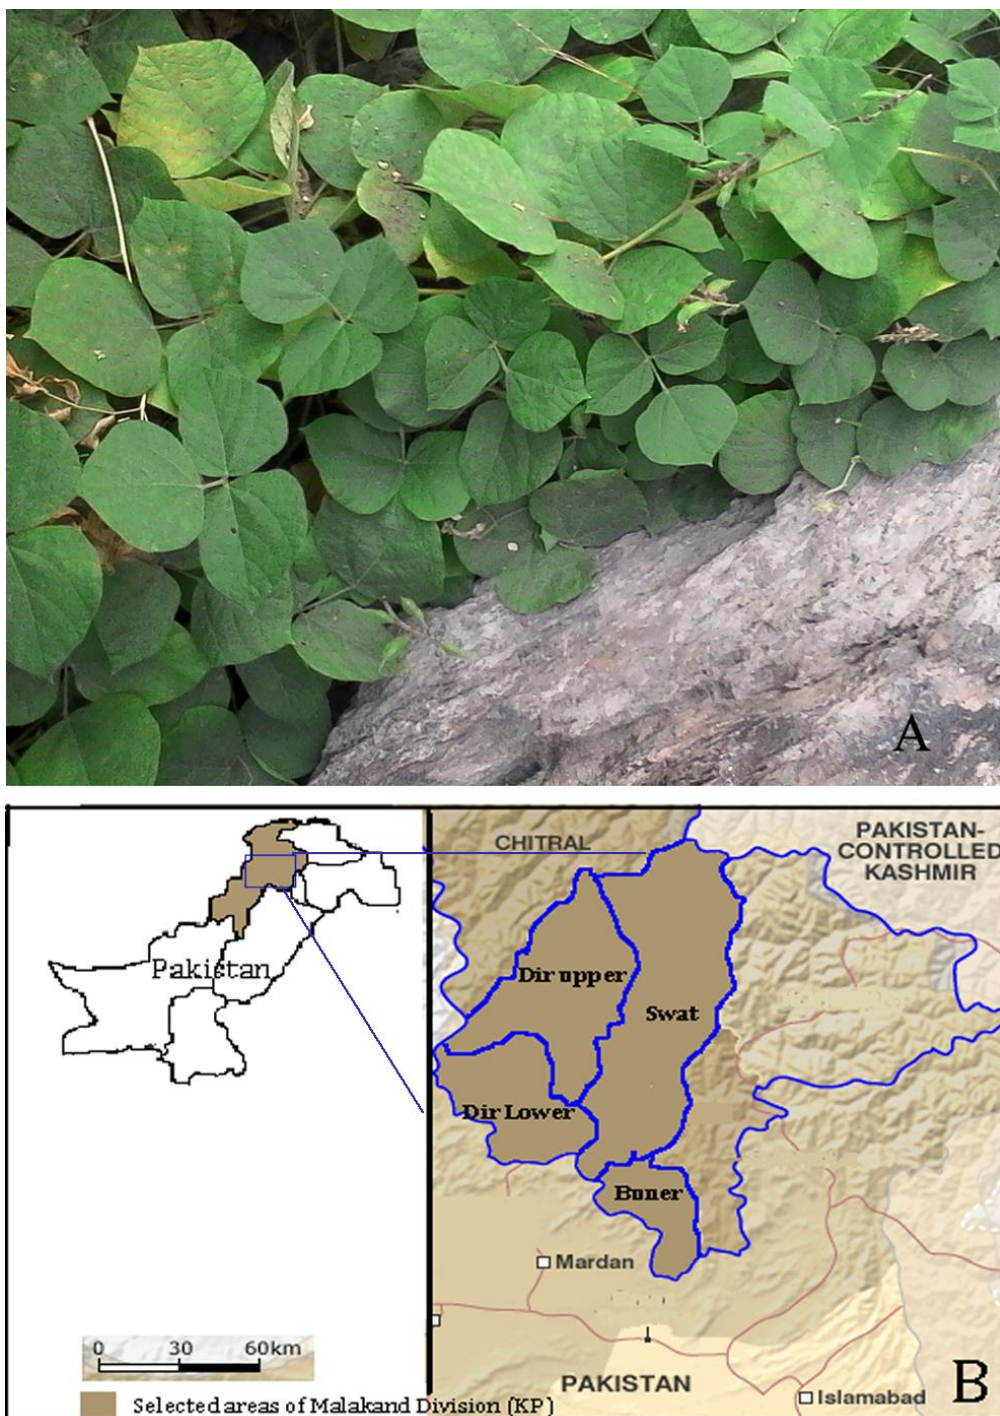 A
CHITRAL
PAKISTAN-
CONTROLLED
KASHMIR
Pakistan
Dir upper
Swat
Dir Lower
Buner
Mardan
0 30 60km
PAKISTAN
Islamabad
B
Selected areas of Malakand Division (KP)